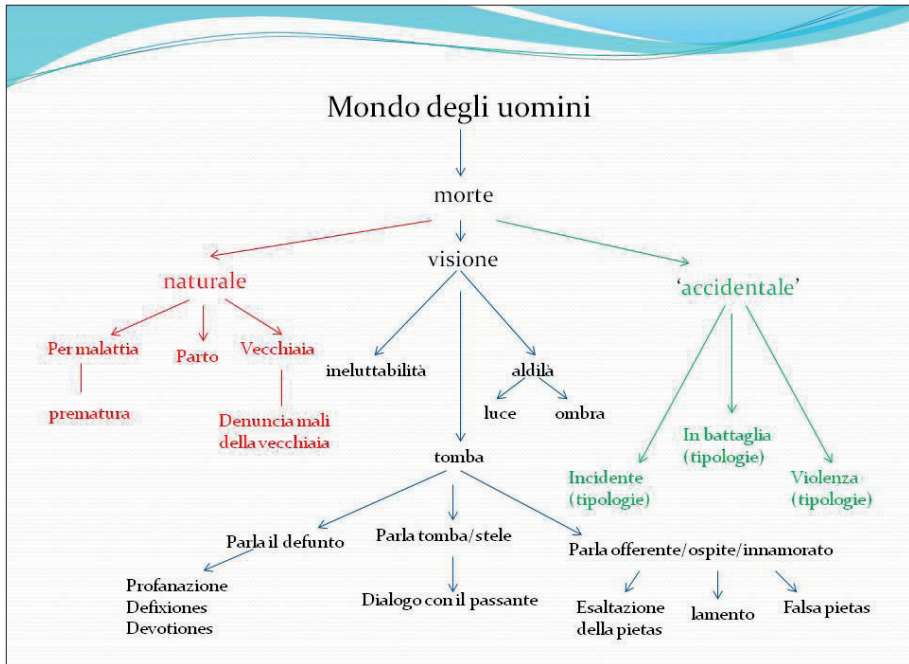 Mondo degli uomini
morte
naturale
visione
‘accidentale’
Per malattia
Parto
Vecchiaia
ineluttabilità
aldilà
prematura
Denuncia mali
della vecchiaia
luce
ombra
tomba
In battaglia
(tipologie)
Incidente
(tipologie)
Violenza
(tipologie)
Parla il defunto
Parla tomba/stele
Parla offerente/ospite/innamorato
Profanazione
Defixiones
Devotiones
Dialogo con il passante
Esaltazione
della pietas
lamento
Falsa pietas